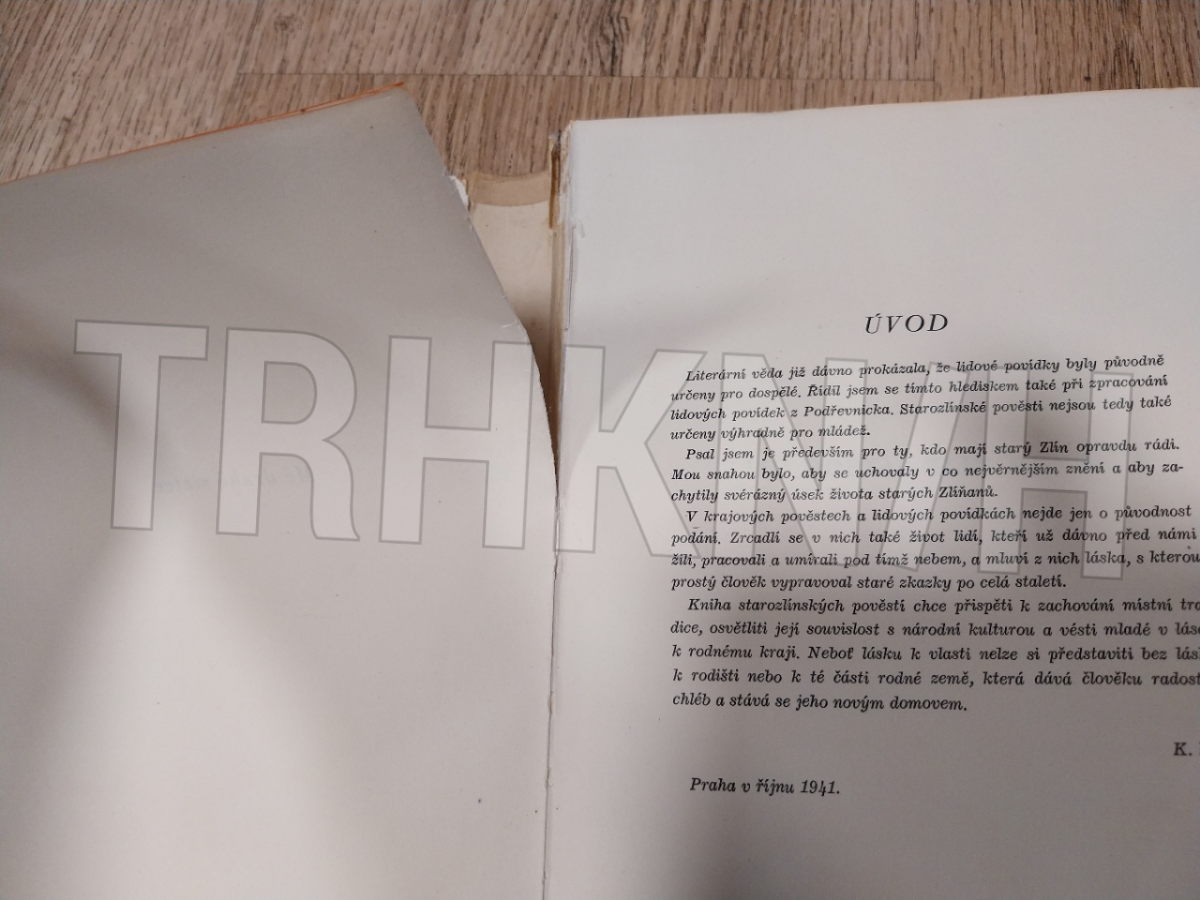 TRHKNIH
ÚVOD
Literární věda již dávno prokázala, že lidové povídky byly původně
určeny pro dospělé. Řídil jsem se tímto hlediskem také při zpracování
lidových povídek z Podřevnicka. Starozlínské pověsti nejsou tedy také
určeny výhradně pro mládež.
Psal jsem je především pro ty, kdo mají starý Zlín opravdu rádi.
Mou snahou bylo, aby se uchovaly v co nejvěrnějším znění a aby za-
chytily svérázný úsek života starých Zlíňanů.
V krajových pověstech a lidových povídkách nejde jen o původnost
podání. Zrcadlí se v nich také život lidí, kteří už dávno před námi
žili, pracovali a umírali pod tímž nebem, a mluví z nich láska, s kterou
prostý člověk vypravoval staré zkazky po celá staletí.
Kniha starozlínských pověstí chce přispěti k zachování místní tra
dice, osvětliti její souvislost s národní kulturou a vésti mladé v lás
k rodnému kraji. Neboť lásku k vlasti nelze si představiti bez lás
k rodišti nebo k té části rodné země, která dává člověku radost
chléb a stává se jeho novým domovem.
K.
Praha v říjnu 1941.